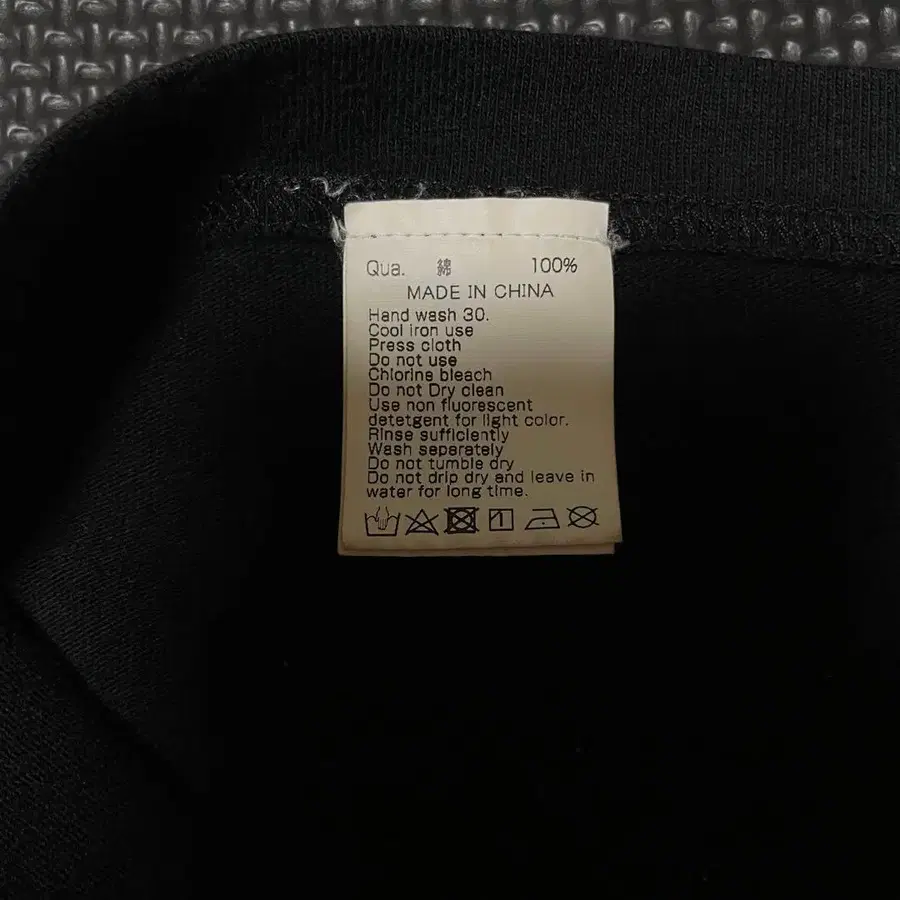 Qua. 綿 100%
MADE IN CHINA
Hand wash 30.
Cool iron use
Press cloth
Do not use
Chlorine bleach
Do not Dry clean
Use non fluorescent
detetgent for light color.
Rinse sufficiently
Wash separately
Do not tumble dry
Do not drip dry and leave in
water for long time.